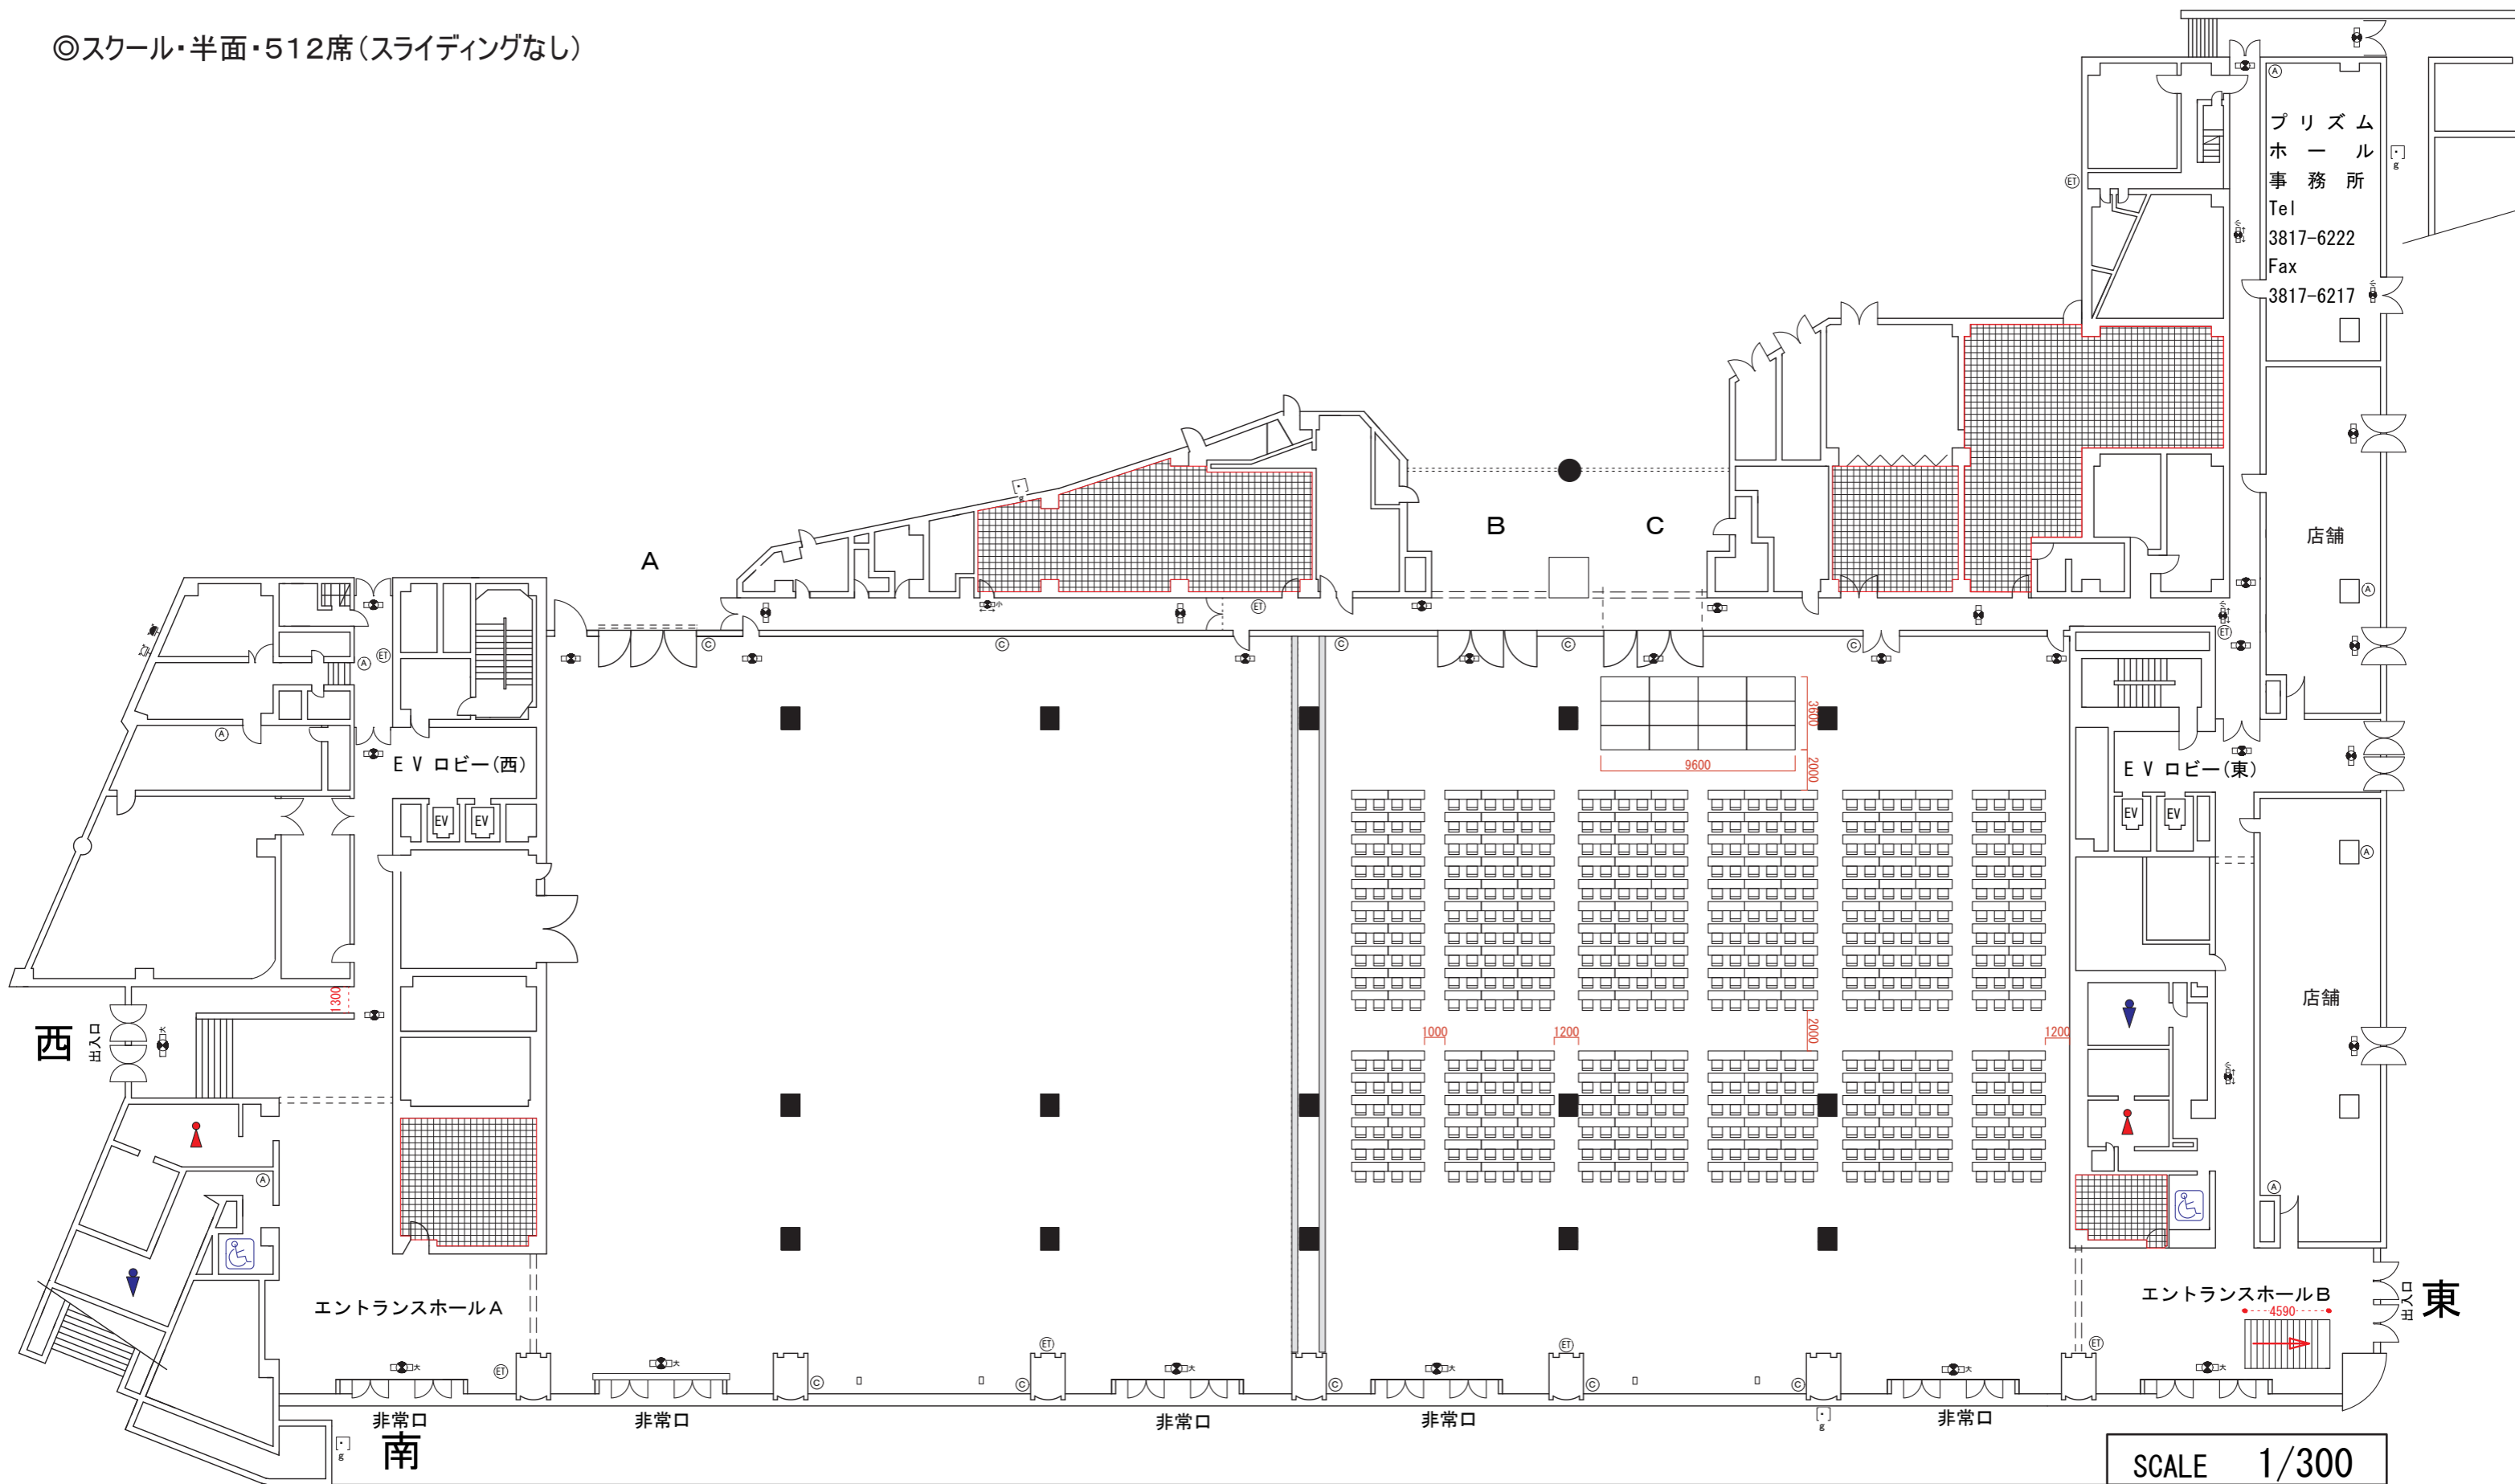 ◎スクール・半面・512席(スライディングなし)
プリズム
ホール
事務所
Tel
3817-6222
Fax
3817-6217
店舗
A
B
C
EV ロビー(西)
EV
EV
3600
9600
2000
EV ロビー(東)
EV
EV
店舗
1300
西
出入口
大
1000
1200
2000
1200
エントランスホールA
エントランスホールB
4590
出入口
東
非常口
非常口
非常口
非常口
非常口
南
SCALE 1/300